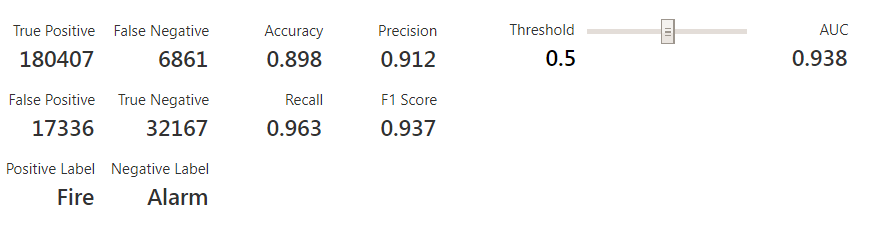 True Positive False Negative Accuracy Precision Threshold AUC
180407 6861 0.898 0.912 0.5 0.938
False Positive True Negative Recall F1 Score
17336 32167 0.963 0.937
Positive Label Negative Label
Fire Alarm